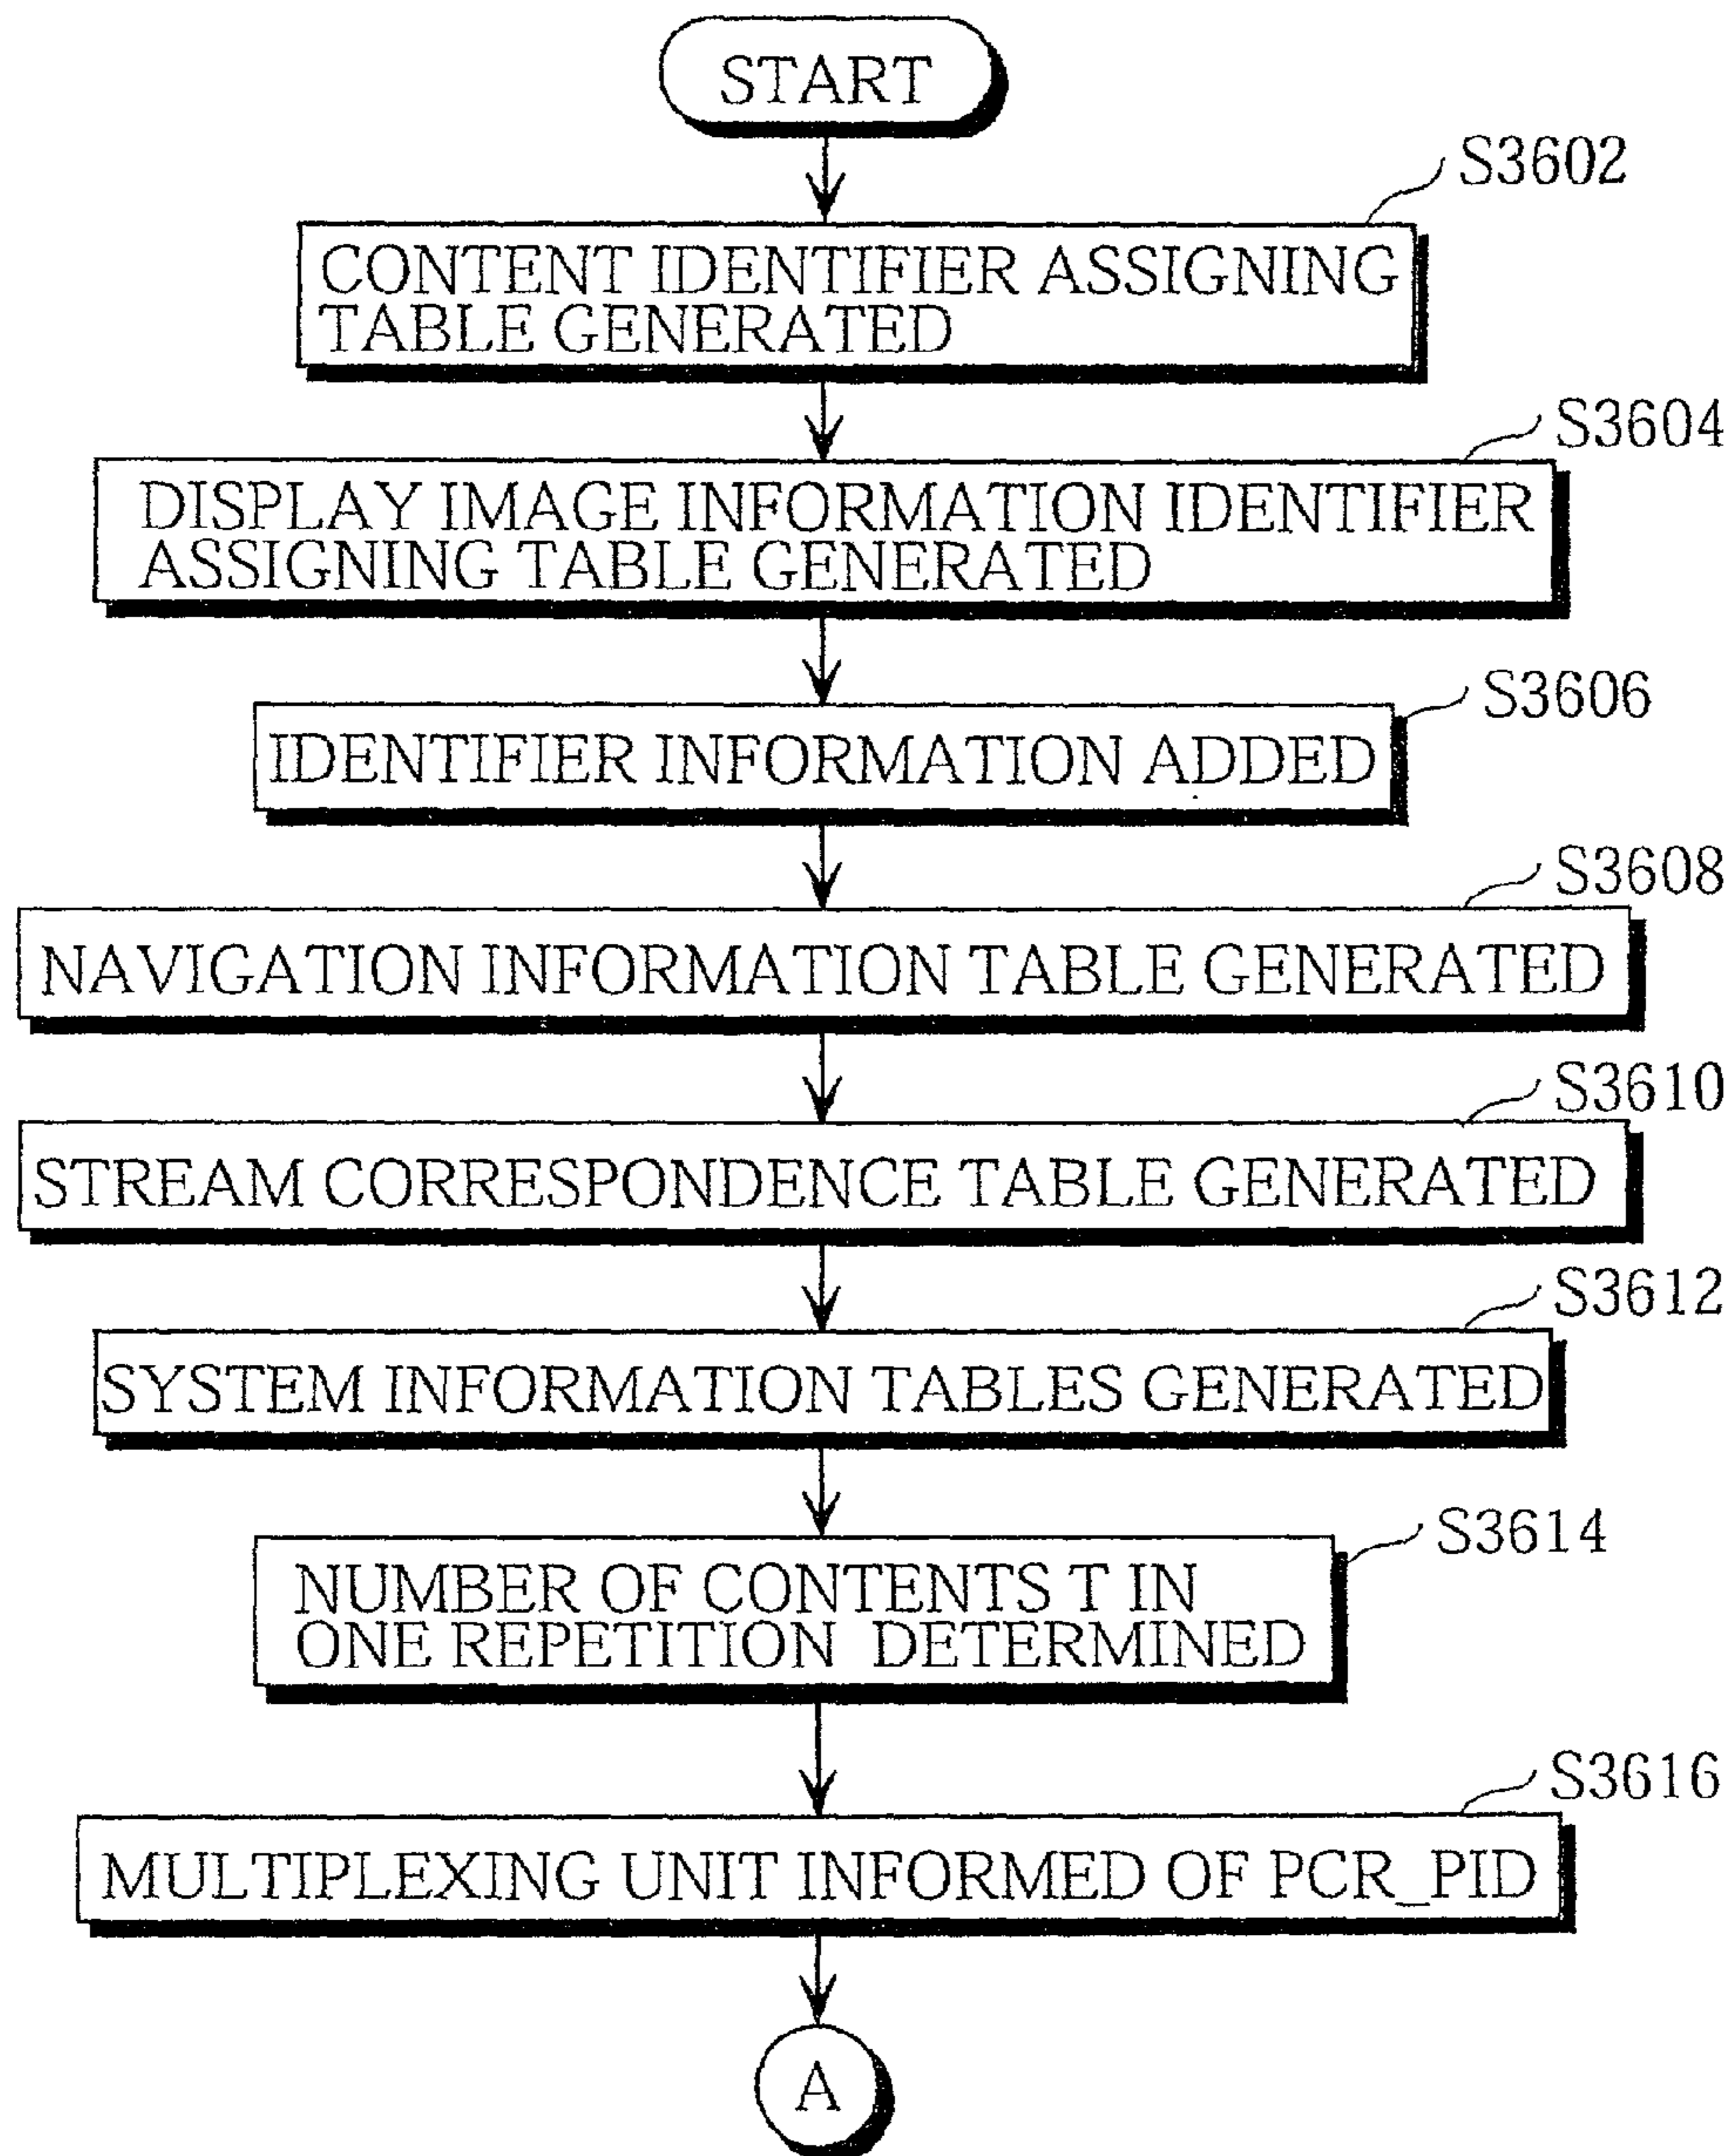 START
S3602
CONTENT IDENTIFIER ASSIGNING
TABLE GENERATED
S3604
DISPLAY IMAGE INFORMATION IDENTIFIER
ASSIGNING TABLE GENERATED
S3606
IDENTIFIER INFORMATION ADDED
S3608
NAVIGATION INFORMATION TABLE GENERATED
S3610
STREAM CORRESPONDENCE TABLE GENERATED
S3612
SYSTEM INFORMATION TABLES GENERATED
S3614
NUMBER OF CONTENTS T IN
ONE REPETITION DETERMINED
S3616
MULTIPLEXING UNIT INFORMED OF PCR_PID
A